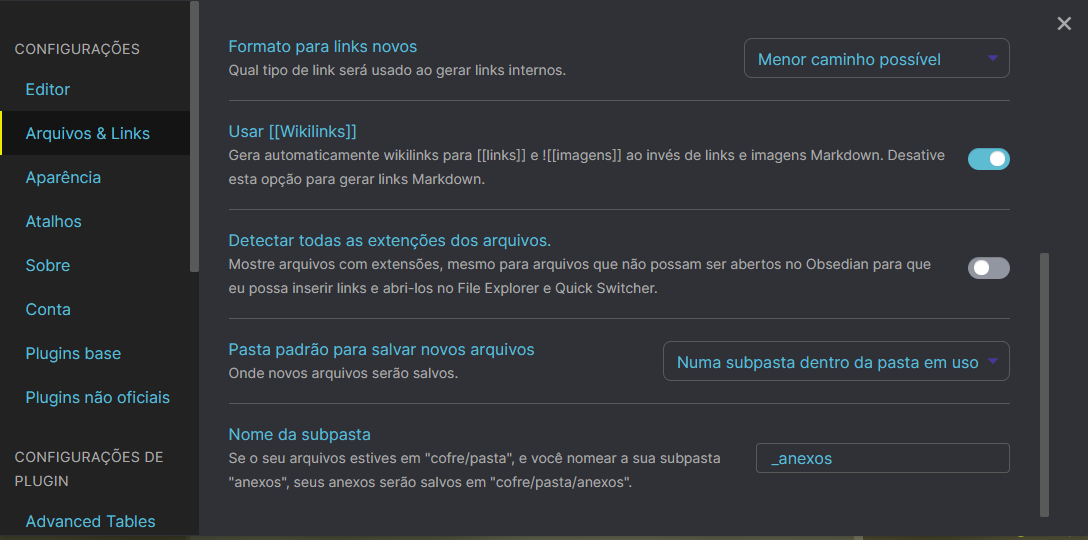 CONFIGURAÇÕES
Editor
Arquivos & Links
Aparência
Atalhos
Sobre
Conta
Plugins base
Plugins não oficiais
CONFIGURAÇÕES DE
PLUGIN
Advanced Tables
Formato para links novos
Qual tipo de link será usado ao gerar links internos.
Menor caminho possível
Usar [[Wikilinks]]
Gera automaticamente wikilinks para [[links]] e ![[imagens]] ao invés de links e imagens Markdown. Desative
esta opção para gerar links Markdown.
Detectar todas as extenções dos arquivos.
Mostre arquivos com extensões, mesmo para arquivos que não possam ser abertos no Obsedian para que
eu possa inserir links e abri-los no File Explorer e Quick Switcher.
Pasta padrão para salvar novos arquivos
Onde novos arquivos serão salvos.
Numa subpasta dentro da pasta em uso
Nome da subpasta
Se o seu arquivos estives em "cofre/pasta", e você nomear a sua subpasta
"anexos", seus anexos serão salvos em "cofre/pasta/anexos".
_anexos